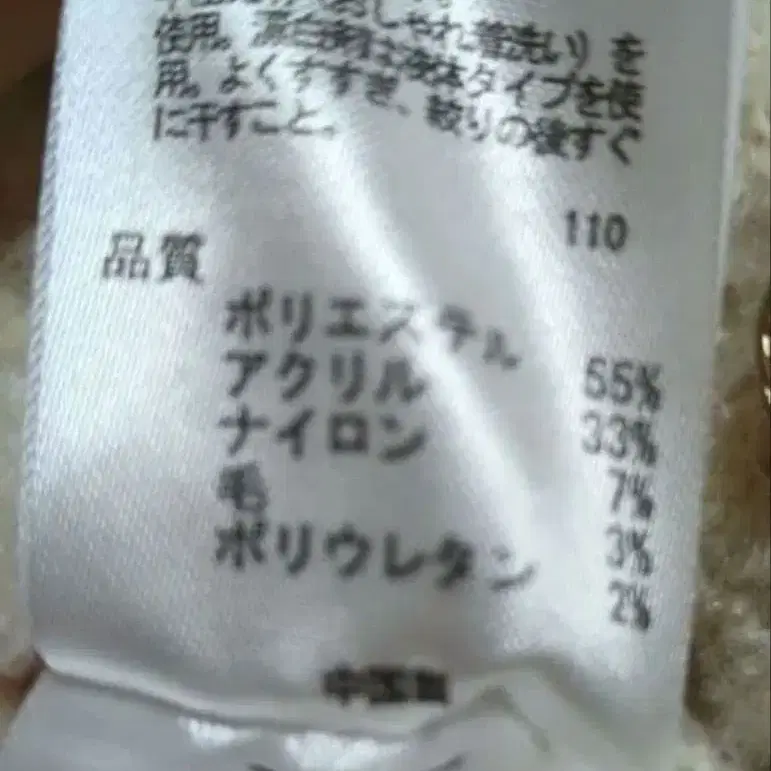 おしゃれ着洗い)を
使用。漂白剤は液体タイプを使
用。よくすすぎ、絞りの後すぐ
に干すこと。
110
品質
ポリエステル 55%
アクリル 33%
ナイロン 7%
毛 3%
ポリウレタン 2%
中国製